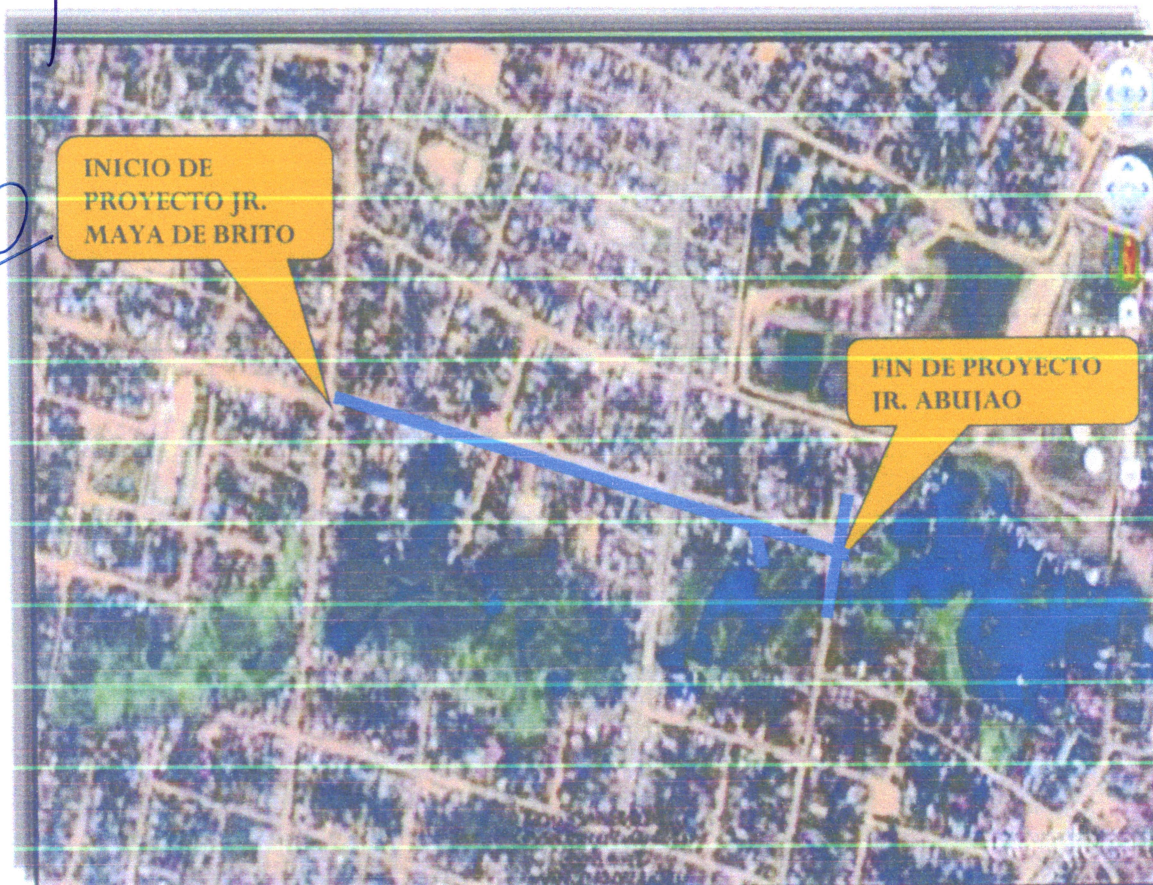 INICIO DE
PROYECTO JR.
MAYA DE BRITO
FIN DE PROYECTO
JR. ABUJAO